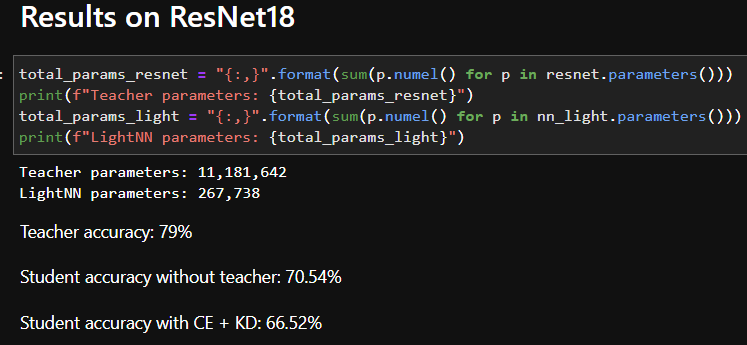 Results on ResNet18
: total_params_resnet = "{:,}".format(sum(p.numel() for p in resnet.parameters()))
print(f"Teacher parameters: {total_params_resnet}")
total_params_light = "{:,}".format(sum(p.numel() for p in nn_light.parameters()))
print(f"LightNN parameters: {total_params_light}")
Teacher parameters: 11,181,642
LightNN parameters: 267,738
Teacher accuracy: 79%
Student accuracy without teacher: 70.54%
Student accuracy with CE + KD: 66.52%